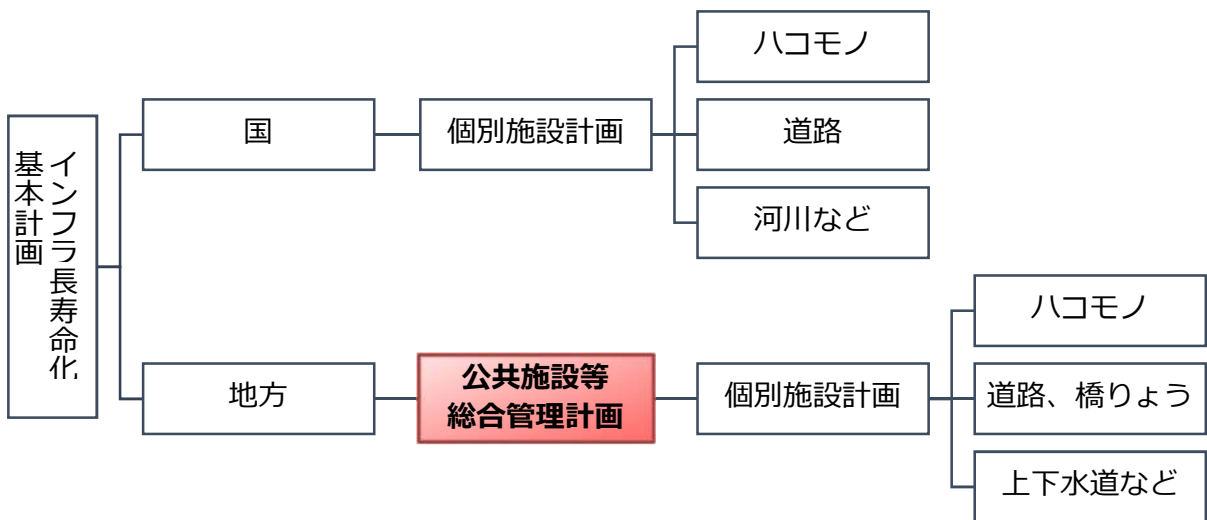 インフラ長寿命化
基本計画
国
個別施設計画
ハコモノ
道路
河川など
地方
公共施設等
総合管理計画
個別施設計画
ハコモノ
道路、橋りょう
上下水道など